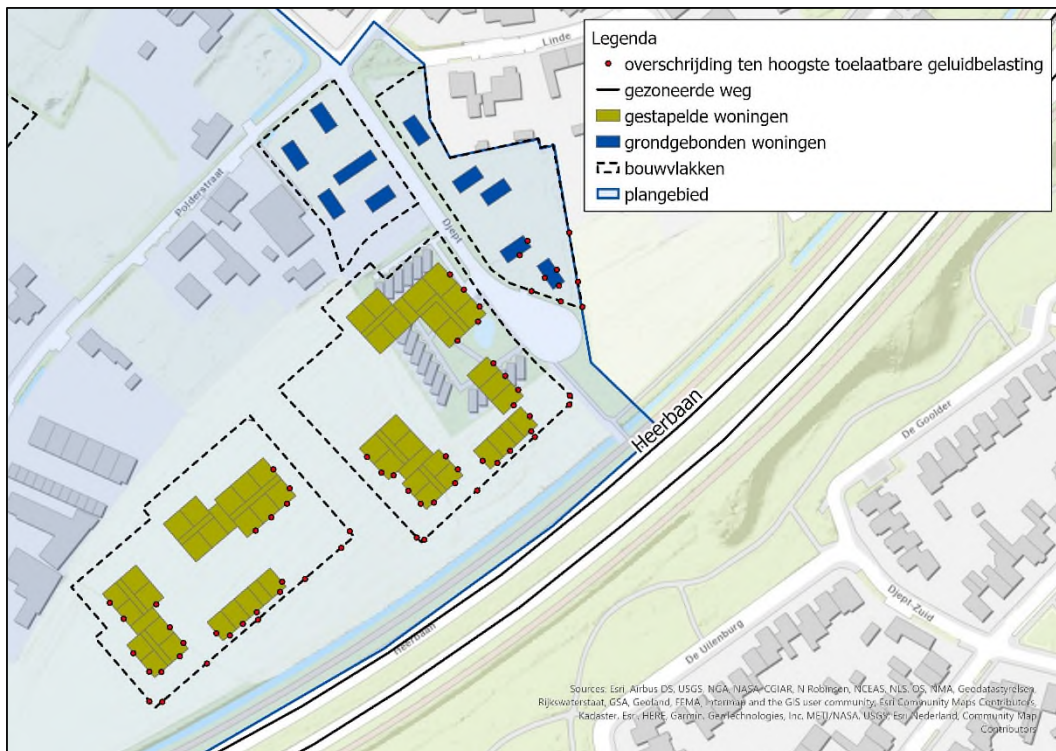 Linde
Legenda
overschrijding ten hoogste toelaatbare geluidbelasting
gezoneerde weg
gestapelde woningen
grondgebonden woningen
bouwvlakken
plangebied
Polderstraat
Djept
Heerbaan
De Goolder
Djept-Zuid
De Uilenburg
Heerbaan
Sources: Esri, Airbus DS, USGS, NGA, NASA, CGIAR, N Robinson, NCEAS, NLS, OS, NMA, Geodatastyrelsen,
Rijkswaterstaat, GSA, Geoland, FEMA, Intermap and the GIS user community, Esri Community Maps Contributors,
Kadaster, Esri, HERE, Garmin, GeoTechnologies, Inc, METI/NASA, USGS, Esri Nederland, Community Map
Contributors